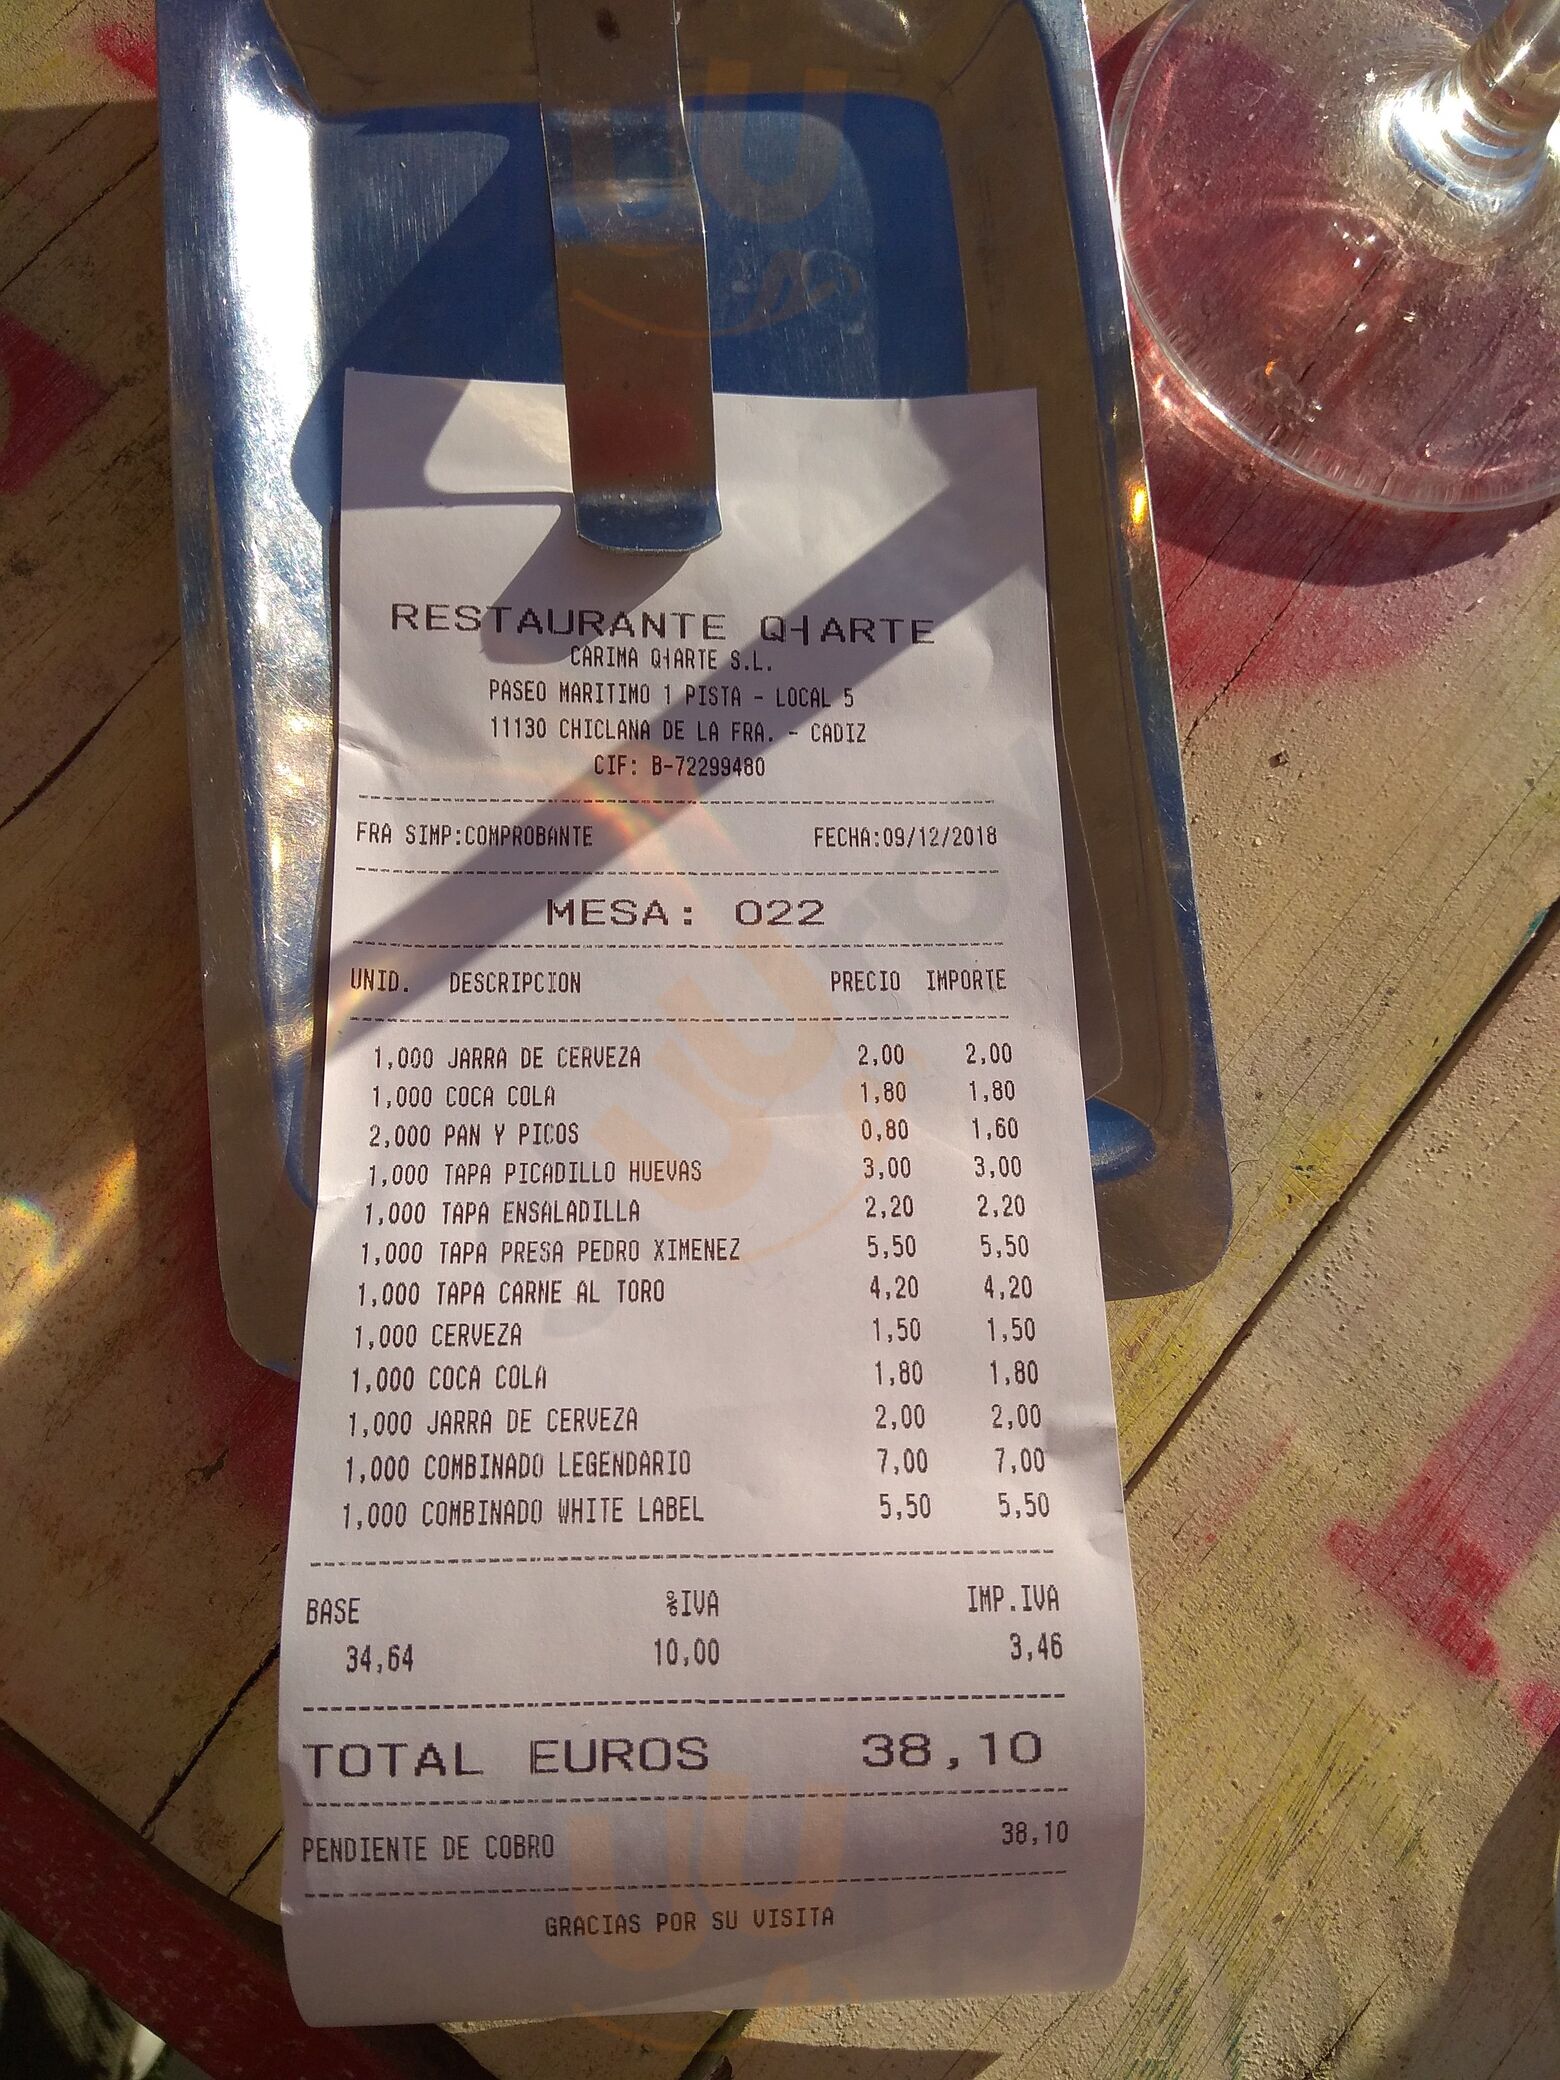 RESTAURANTE Q-|ARTE
CARIMA Q-|ARTE S.L.
PASEO MARITIMO 1 PISTA - LOCAL 5
11130 CHICLANA DE LA FRA. - CADIZ
CIF: B-72299480
FRA SIMP:COMPROBANTE FECHA:09/12/2018
MESA: 022
UNID. DESCRIPCION PRECIO IMPORTE
1,000 JARRA DE CERVEZA 2,00 2,00
1,000 COCA COLA 1,80 1,80
2,000 PAN Y PICOS 0,80 1,60
1,000 TAPA PICADILLO HUEVAS 3,00 3,00
1,000 TAPA ENSALADILLA 2,20 2,20
1,000 TAPA PRESA PEDRO XIMENEZ 5,50 5,50
1,000 TAPA CARNE AL TORO 4,20 4,20
1,000 CERVEZA 1,50 1,50
1,000 COCA COLA 1,80 1,80
1,000 JARRA DE CERVEZA 2,00 2,00
1,000 COMBINADO LEGENDARIO 7,00 7,00
1,000 COMBINADO WHITE LABEL 5,50 5,50
BASE %IVA IMP.IVA
34,64 10,00 3,46
TOTAL EUROS 38,10
PENDIENTE DE COBRO 38,10
GRACIAS POR SU VISITA